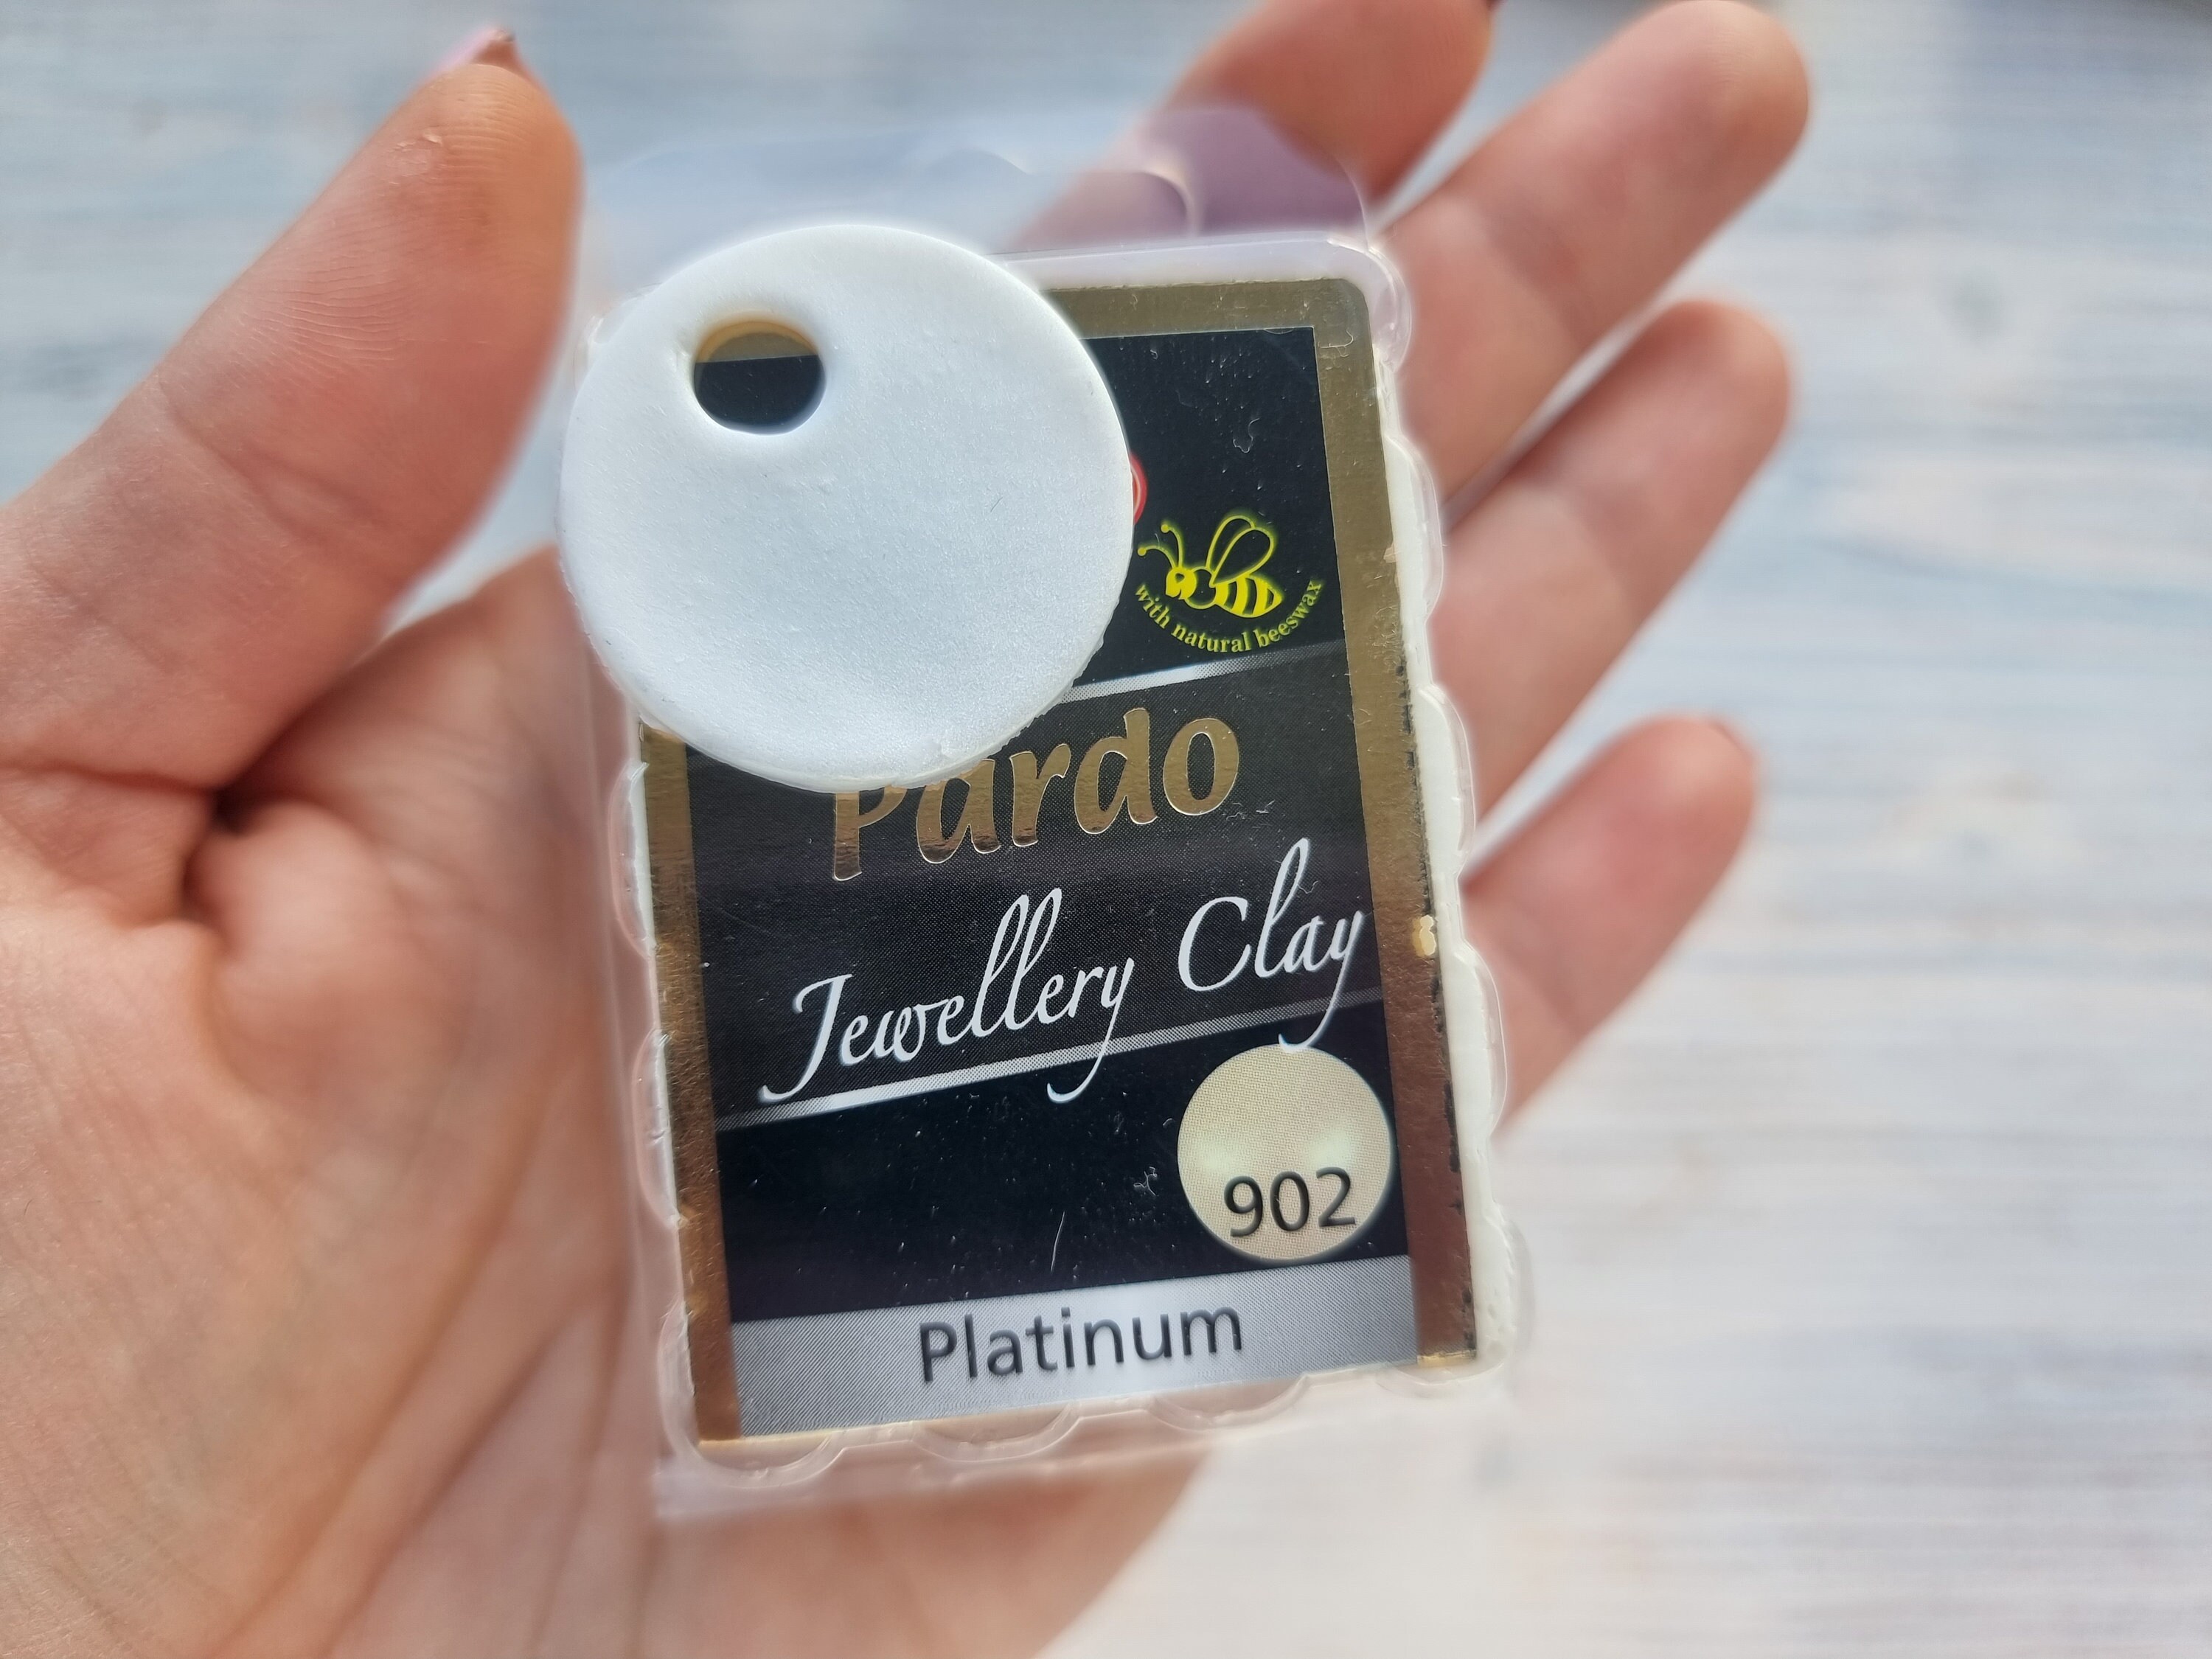 with natural beeswax
Pardo
Jewellery Clay
902
Platinum